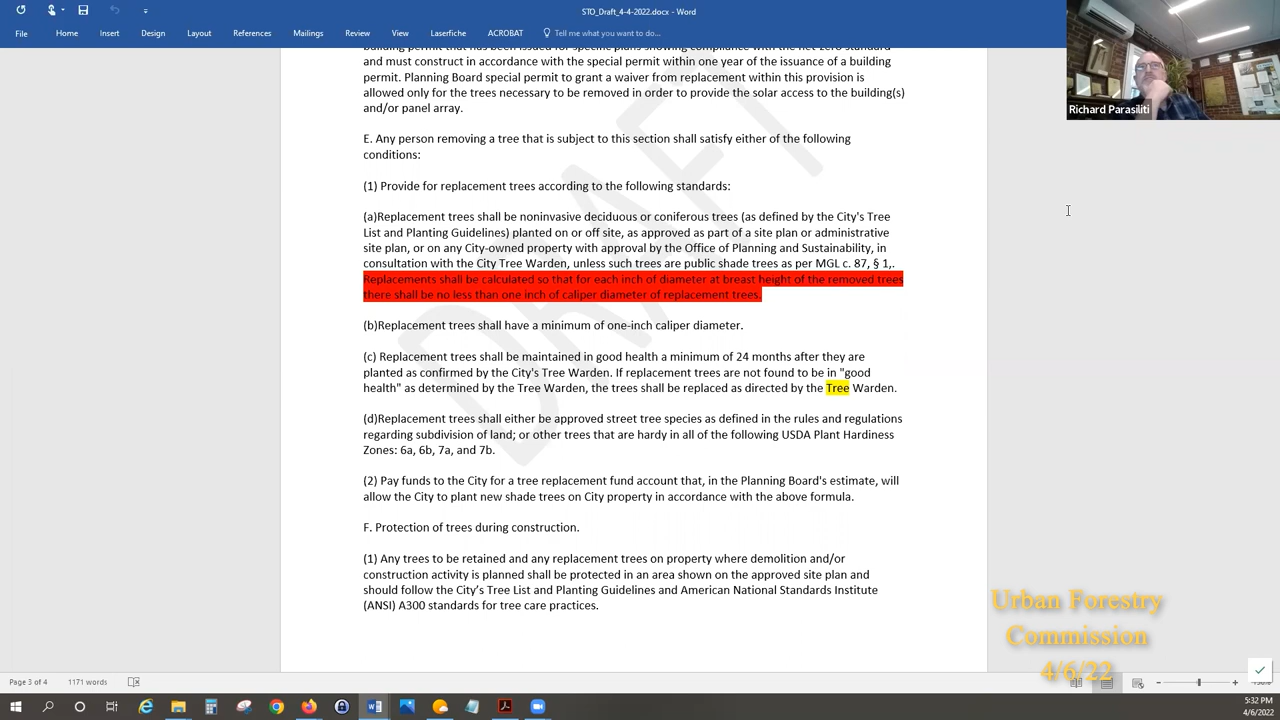 STO_Draft_4-4-2022.docx - Word
File Home Insert Design Layout References Mailings Review View Laserfiche ACROBAT Tell me what you want to do...
Richard Parasiliti
building permit that has been issued for specific plans showing compliance with the net zero standard
and must construct in accordance with the special permit within one year of the issuance of a building
permit. Planning Board special permit to grant a waiver from replacement within this provision is
allowed only for the trees necessary to be removed in order to provide the solar access to the building(s)
and/or panel array.
E. Any person removing a tree that is subject to this section shall satisfy either of the following
conditions:
(1) Provide for replacement trees according to the following standards:
(a)Replacement trees shall be noninvasive deciduous or coniferous trees (as defined by the City's Tree
List and Planting Guidelines) planted on or off site, as approved as part of a site plan or administrative
site plan, or on any City-owned property with approval by the Office of Planning and Sustainability, in
consultation with the City Tree Warden, unless such trees are public shade trees as per MGL c. 87, § 1,.
Replacements shall be calculated so that for each inch of diameter at breast height of the removed trees
there shall be no less than one inch of caliper diameter of replacement trees.
(b)Replacement trees shall have a minimum of one-inch caliper diameter.
(c) Replacement trees shall be maintained in good health a minimum of 24 months after they are
planted as confirmed by the City's Tree Warden. If replacement trees are not found to be in "good
health" as determined by the Tree Warden, the trees shall be replaced as directed by the Tree Warden.
(d)Replacement trees shall either be approved street tree species as defined in the rules and regulations
regarding subdivision of land; or other trees that are hardy in all of the following USDA Plant Hardiness
Zones: 6a, 6b, 7a, and 7b.
(2) Pay funds to the City for a tree replacement fund account that, in the Planning Board's estimate, will
allow the City to plant new shade trees on City property in accordance with the above formula.
F. Protection of trees during construction.
(1) Any trees to be retained and any replacement trees on property where demolition and/or
construction activity is planned shall be protected in an area shown on the approved site plan and
should follow the City’s Tree List and Planting Guidelines and American National Standards Institute
(ANSI) A300 standards for tree care practices.
DRAFT
Urban Forestry
Commission
4/6/22
Page 3 of 4 1171 words
5:32 PM
4/6/2022